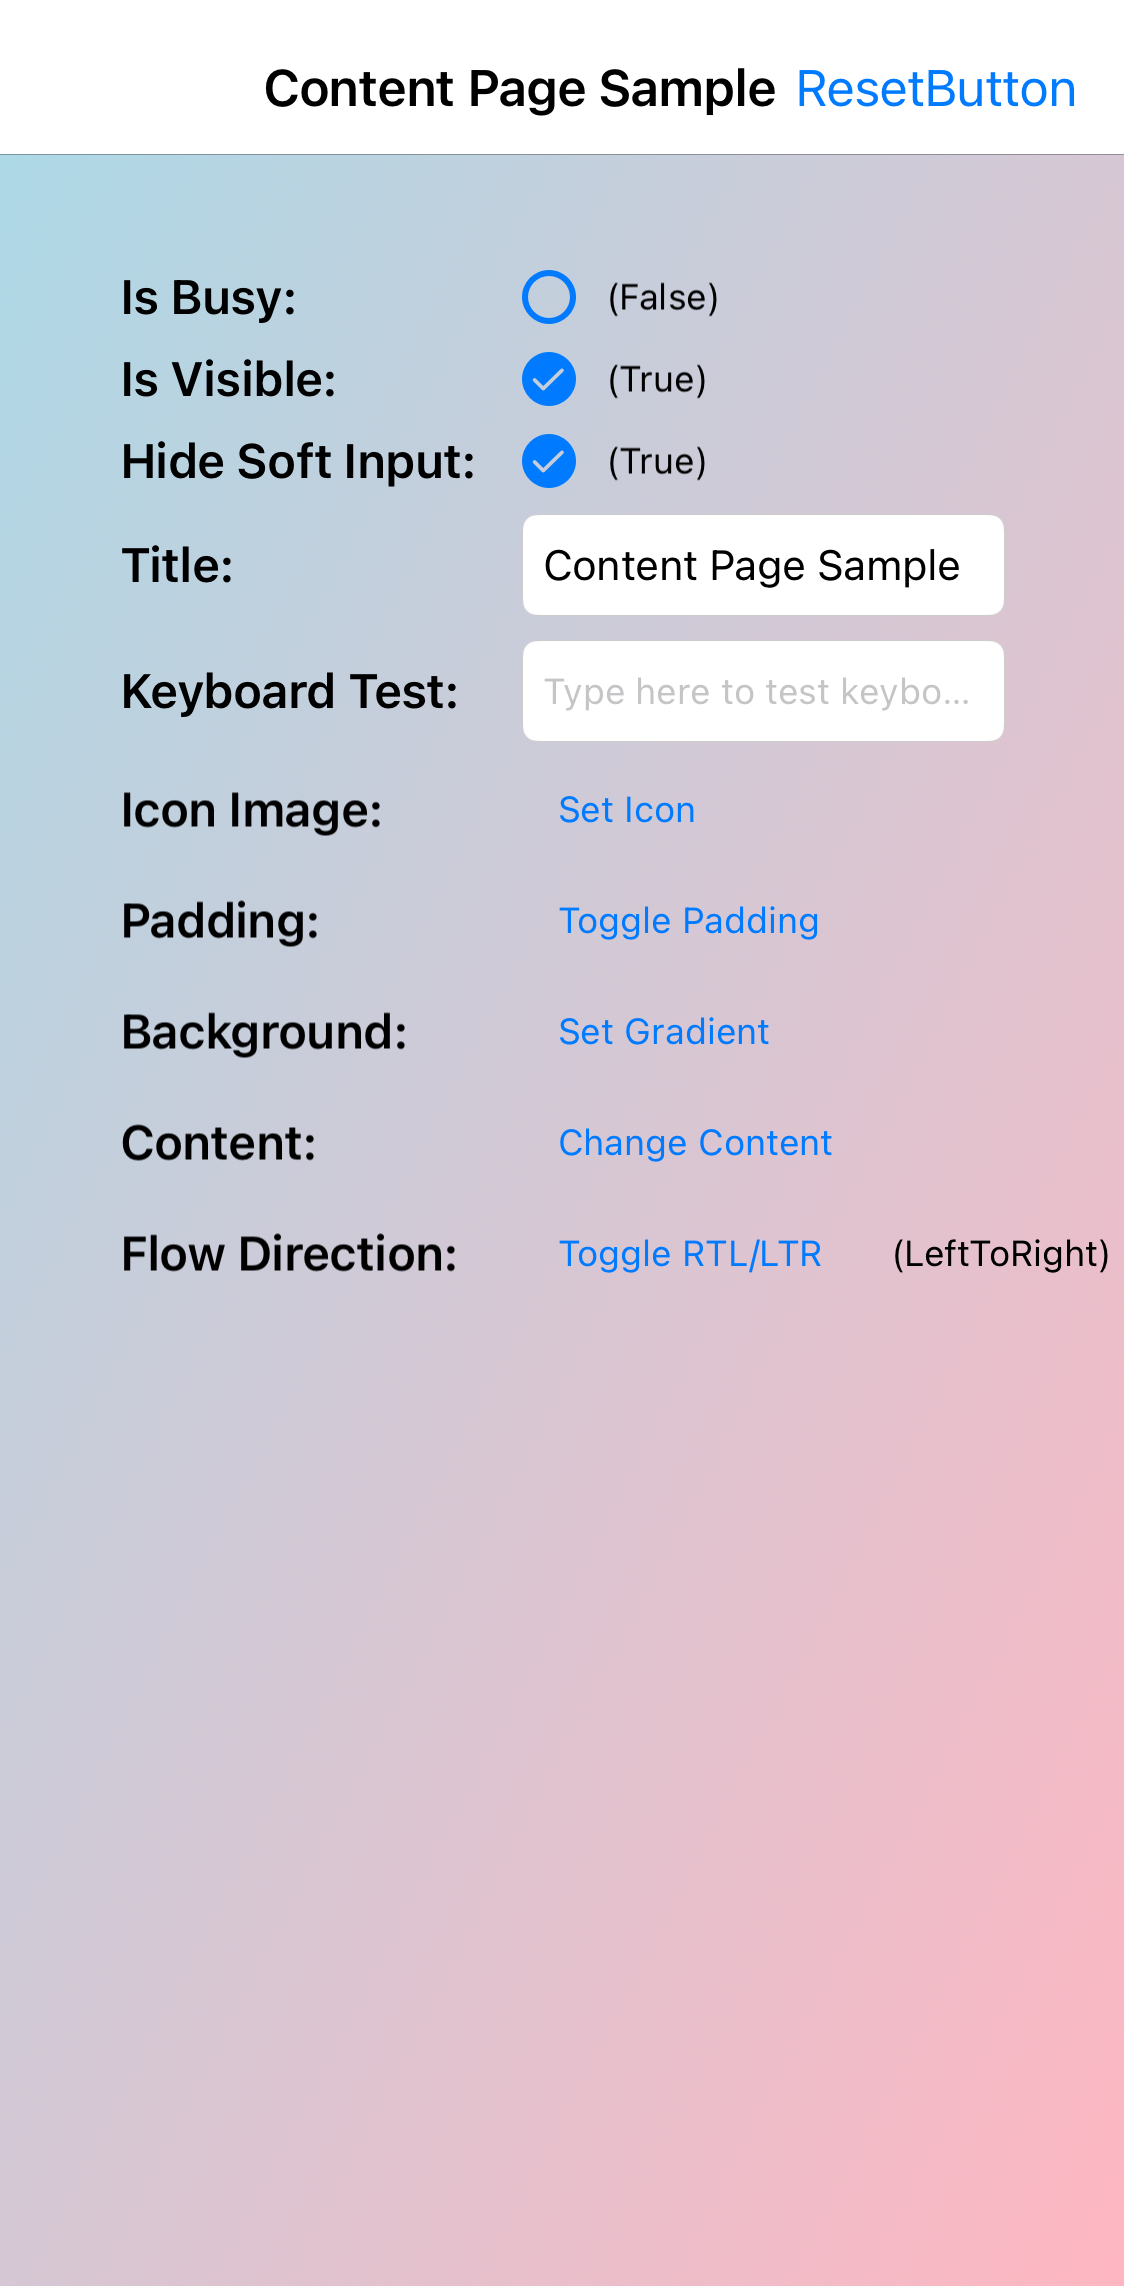 Content Page Sample ResetButton
Is Busy: (False)
Is Visible: (True)
Hide Soft Input: (True)
Title: Content Page Sample
Keyboard Test: Type here to test keybo...
Icon Image: Set Icon
Padding: Toggle Padding
Background: Set Gradient
Content: Change Content
Flow Direction: Toggle RTL/LTR (LeftToRight)